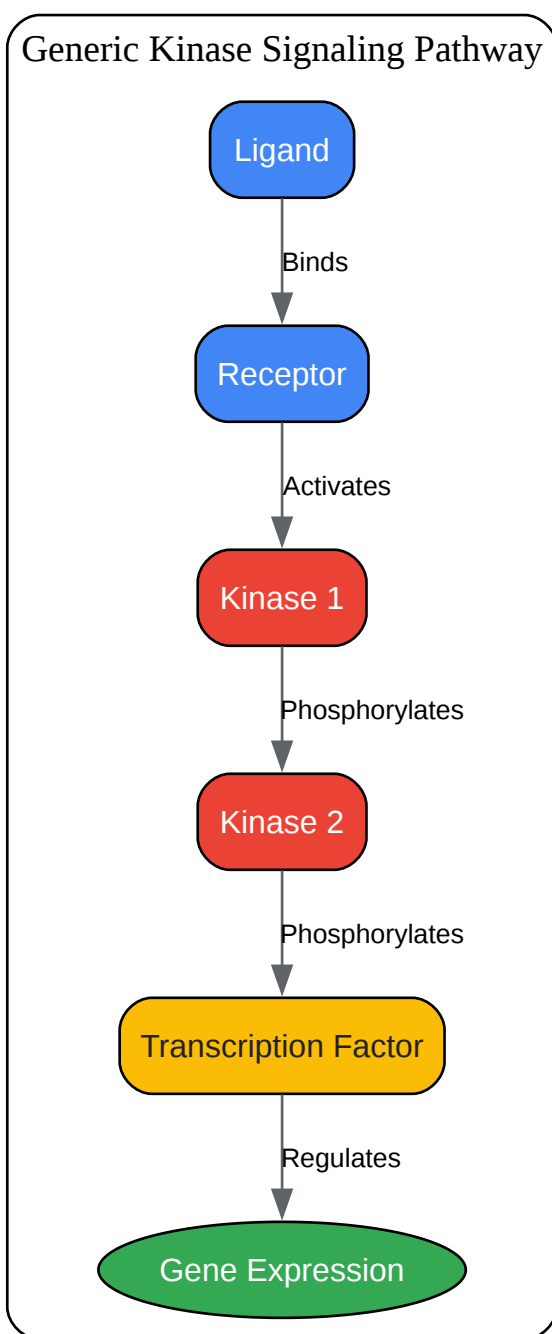 Generic Kinase Signaling Pathway
Ligand
Binds
Receptor
Activates
Kinase 1
Phosphorylates
Kinase 2
Phosphorylates
Transcription Factor
Regulates
Gene Expression